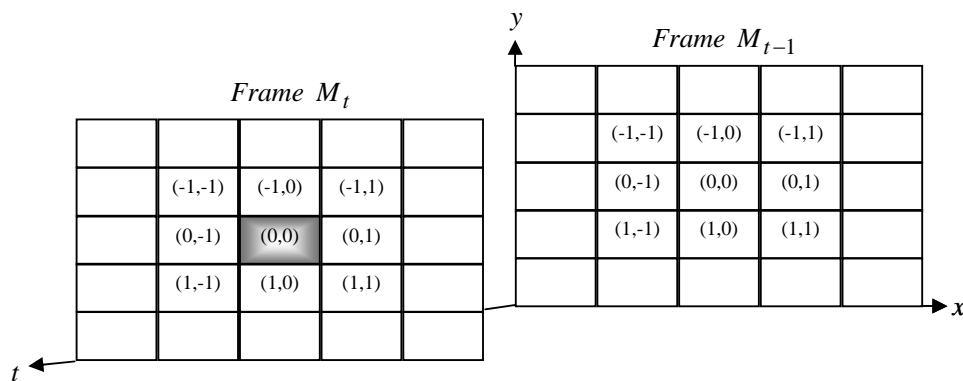 y
Frame M_{t-1}
Frame M_t
(-1,-1) (-1,0) (-1,1)
(0,-1) (0,0) (0,1)
(1,-1) (1,0) (1,1)
(-1,-1) (-1,0) (-1,1)
(0,-1) (0,0) (0,1)
(1,-1) (1,0) (1,1)
x
t